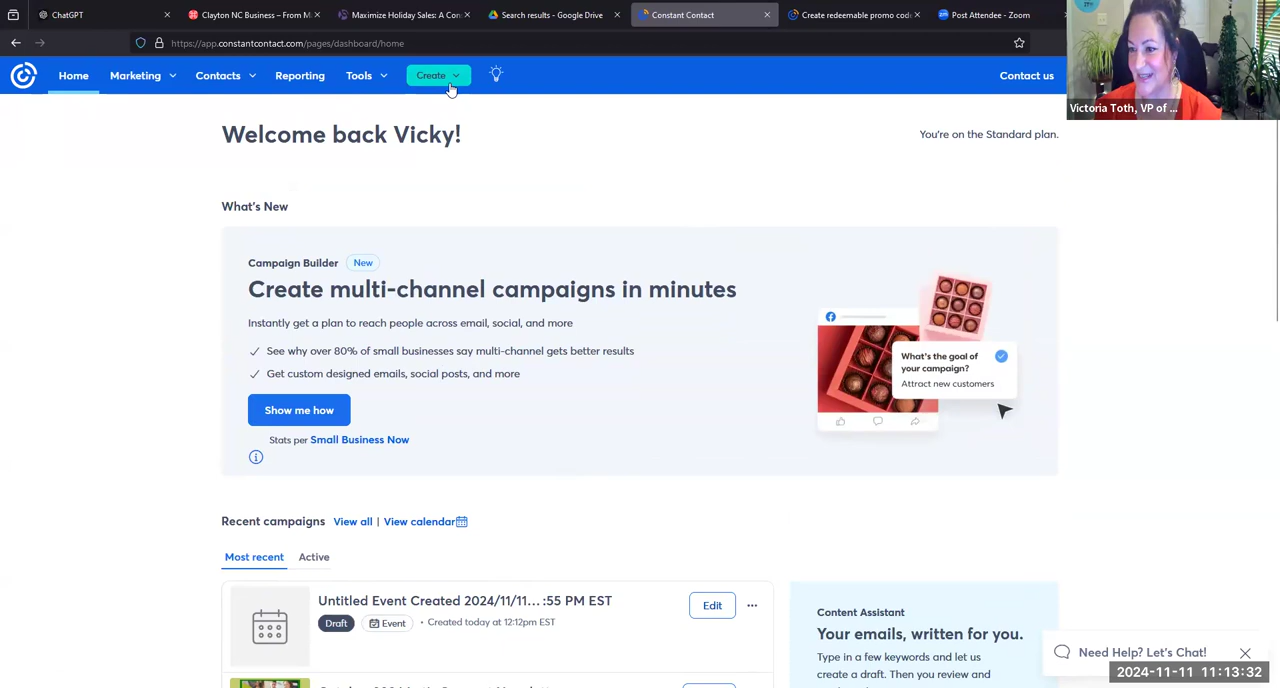 ChatGPT
Clayton NC Business – From M
Maximize Holiday Sales: A Con
Search results - Google Drive
Constant Contact
Create redeemable promo cod
Post Attendee - Zoom
https://app.constantcontact.com/pages/dashboard/home
Victoria Toth, VP of ...
Home
Marketing
Contacts
Reporting
Tools
Create
Contact us
Welcome back Vicky!
You're on the Standard plan.
What's New
Campaign Builder
New
Create multi-channel campaigns in minutes
Instantly get a plan to reach people across email, social, and more
See why over 80% of small businesses say multi-channel gets better results
Get custom designed emails, social posts, and more
Show me how
Stats per Small Business Now
What's the goal of
your campaign?
Attract new customers
Recent campaigns View all | View calendar
Most recent
Active
Untitled Event Created 2024/11/11... :55 PM EST
Draft
Event
• Created today at 12:12pm EST
Edit
Content Assistant
Your emails, written for you.
Type in a few keywords and let us
create a draft. Then you review and
Need Help? Let's Chat!
2024-11-11 11:13:32